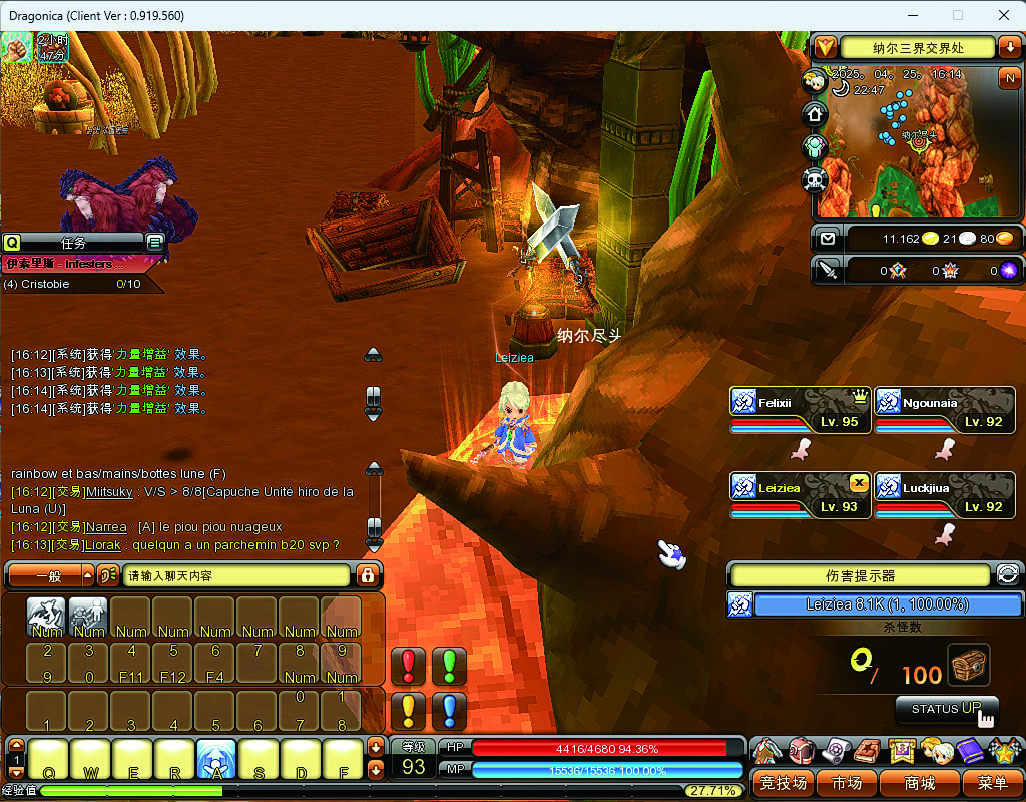 Dragonica (Client Ver : 0.919.560)
2小时
47分
纳尔三界交界处
2025。 04。 25。 16:14
22:47
N
纳尔尽头
11.162 21 80
0 0 0
Q 任务
伊索里斯 - Infesters ...
(4) Cristobie 0/10
纳尔尽头
Leiziea
[16:12][系统]获得'力量增益' 效果。
[16:13][系统]获得'力量增益' 效果。
[16:14][系统]获得'力量增益' 效果。
[16:14][系统]获得'力量增益' 效果。
rainbow et bas/mains/bottes lune (F)
[16:12][交易]Miitsuky : V/S > 8/8[Capuche Unité hiro de la
Luna (U)]
[16:12][交易]Narrea : [A] le piou piou nuageux
[16:13][交易]Liorak : quelqun a un parchemin b20 svp ?
一般 请输入聊天内容
Felixii
Lv. 95
Ngounaia
Lv. 92
Leiziea
Lv. 93
Luckjiua
Lv. 92
伤害提示器
Leiziea 8.1K (1, 100.00%)
杀怪数
0/ 100
STATUS UP
Num Num Num Num Num Num Num Num
2 3 4 5 6 7 8 9
9 0 F11 F12 F4 Num Num
0 1
1 2 3 4 5 6 7 8
1 Q W E R A S D F
等级
93
HP 4416/4680 94.36%
MP 15536/15536 100.00%
竞技场 市场 商城 菜单
经验值 27.71%